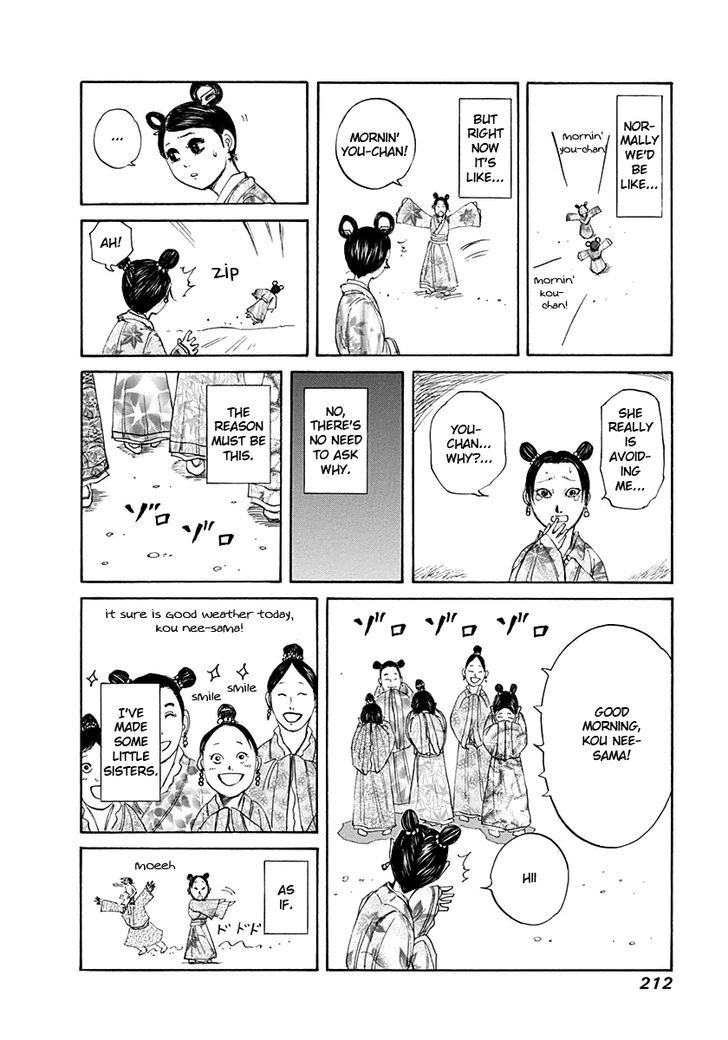 NOR-
MALLY
WE'D
BE
LIKE...
mornin'
you-chan!
mornin'
kou-
chan!
BUT
RIGHT
NOW
IT'S
LIKE...
MORNIN'
YOU-CHAN!
...
AH!
ZIP
SHE
REALLY
IS
AVOID-
ING
ME...
YOU-
CHAN...
WHY?...
NO,
THERE'S
NO NEED
TO ASK
WHY.
THE
REASON
MUST BE
THIS.
ゾロ
ゾロ
GOOD
MORNING,
KOU NEE-
SAMA!
ゾロ
ゾロ
ゾロ
HII
it sure is good weather today,
kou nee-sama!
smile
smile
I'VE
MADE
SOME
LITTLE
SISTERS.
AS
IF.
moeeh
ドドド
212